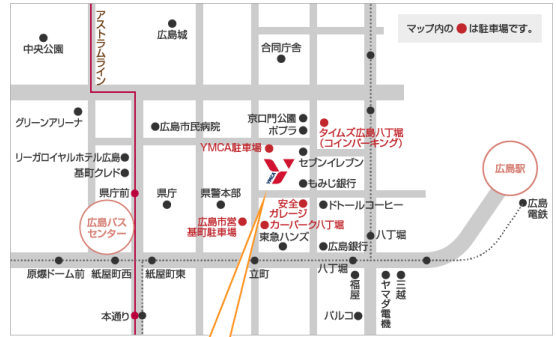 マップ内の●は駐車場です。
アストラムライン
広島城
中央公園
合同庁舎
グリーンアリーナ
広島市民病院
京口門公園
ポプラ
タイムズ広島八丁堀
(コインパーキング)
YMCA駐車場
YMCA
セブンイレブン
リーガロイヤルホテル広島
基町クレド
もみじ銀行
広島駅
県庁前
県庁
県警本部
安全
ガレージ
ドトールコーヒー
広島
電鉄
広島バス
センター
広島市営
基町駐車場
カーパーク八丁堀
東急ハンズ
広島銀行
八丁堀
原爆ドーム前
紙屋町西
紙屋町東
立町
八丁堀
福屋
ヤマダ電機
三越
本通り
パルコ